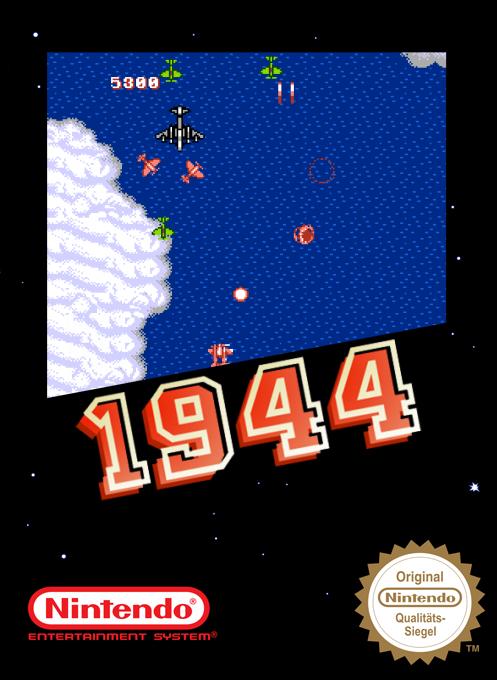 5300
1944
Nintendo®
ENTERTAINMENT SYSTEM®
Original
Nintendo
Qualitäts-
Siegel
TM